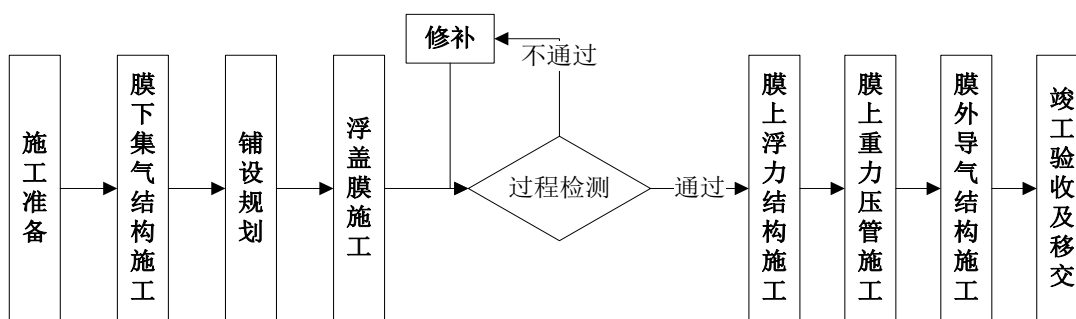 施工准备
膜下集气结构施工
铺设规划
浮盖膜施工
修补
不通过
过程检测
通过
膜上浮力结构施工
膜上重力压管施工
膜外导气结构施工
竣工验收及移交